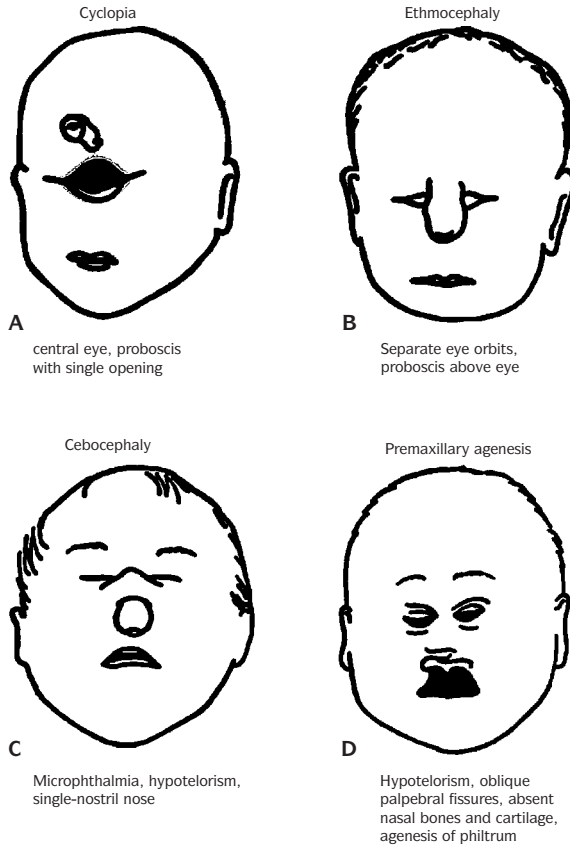 Cyclopia
Ethmocephaly
A
B
central eye, proboscis
with single opening
Separate eye orbits,
proboscis above eye
Cebocephaly
Premaxillary agenesis
C
D
Microphthalmia, hypotelorism,
single-nostril nose
Hypotelorism, oblique
palpebral fissures, absent
nasal bones and cartilage,
agenesis of philtrum